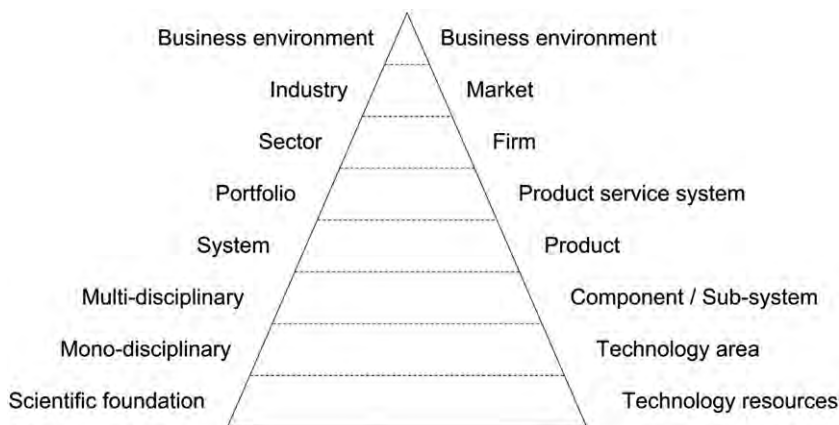 Business environment Business environment
Industry Market
Sector Firm
Portfolio Product service system
System Product
Multi-disciplinary Component / Sub-system
Mono-disciplinary Technology area
Scientific foundation Technology resources